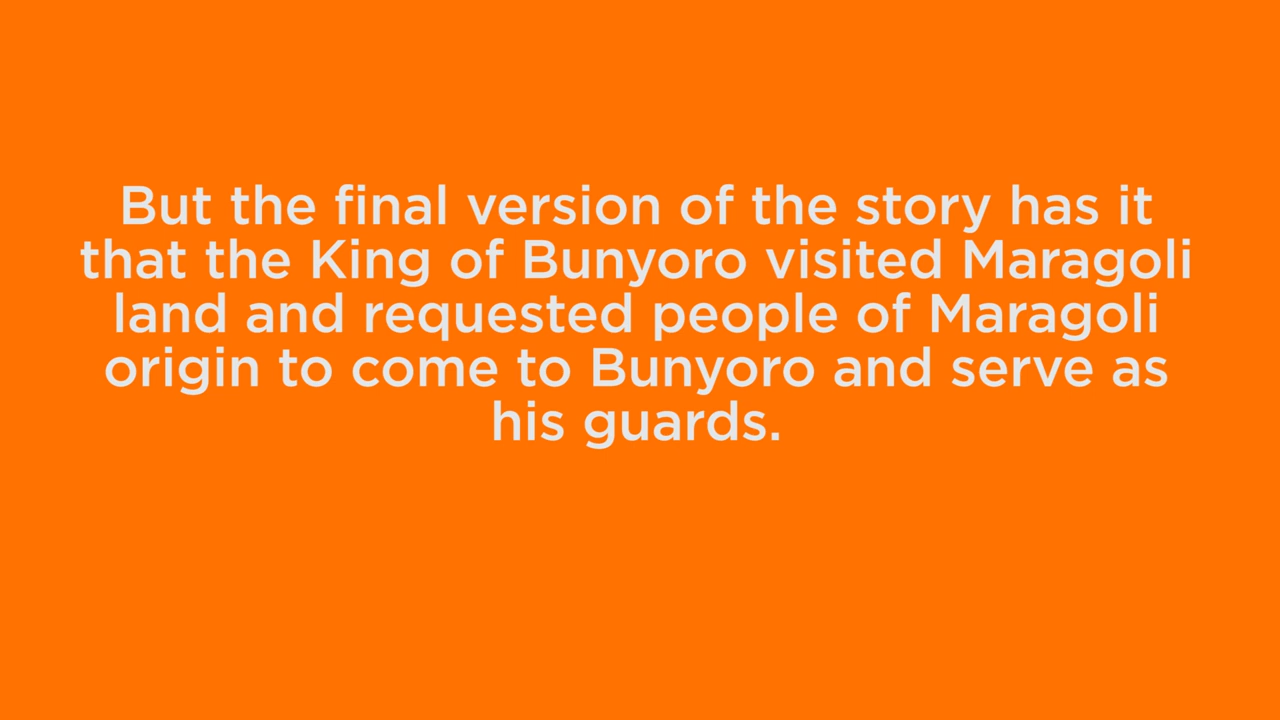 But the final version of the story has it
that the King of Bunyoro visited Maragoli
land and requested people of Maragoli
origin to come to Bunyoro and serve as
his guards.